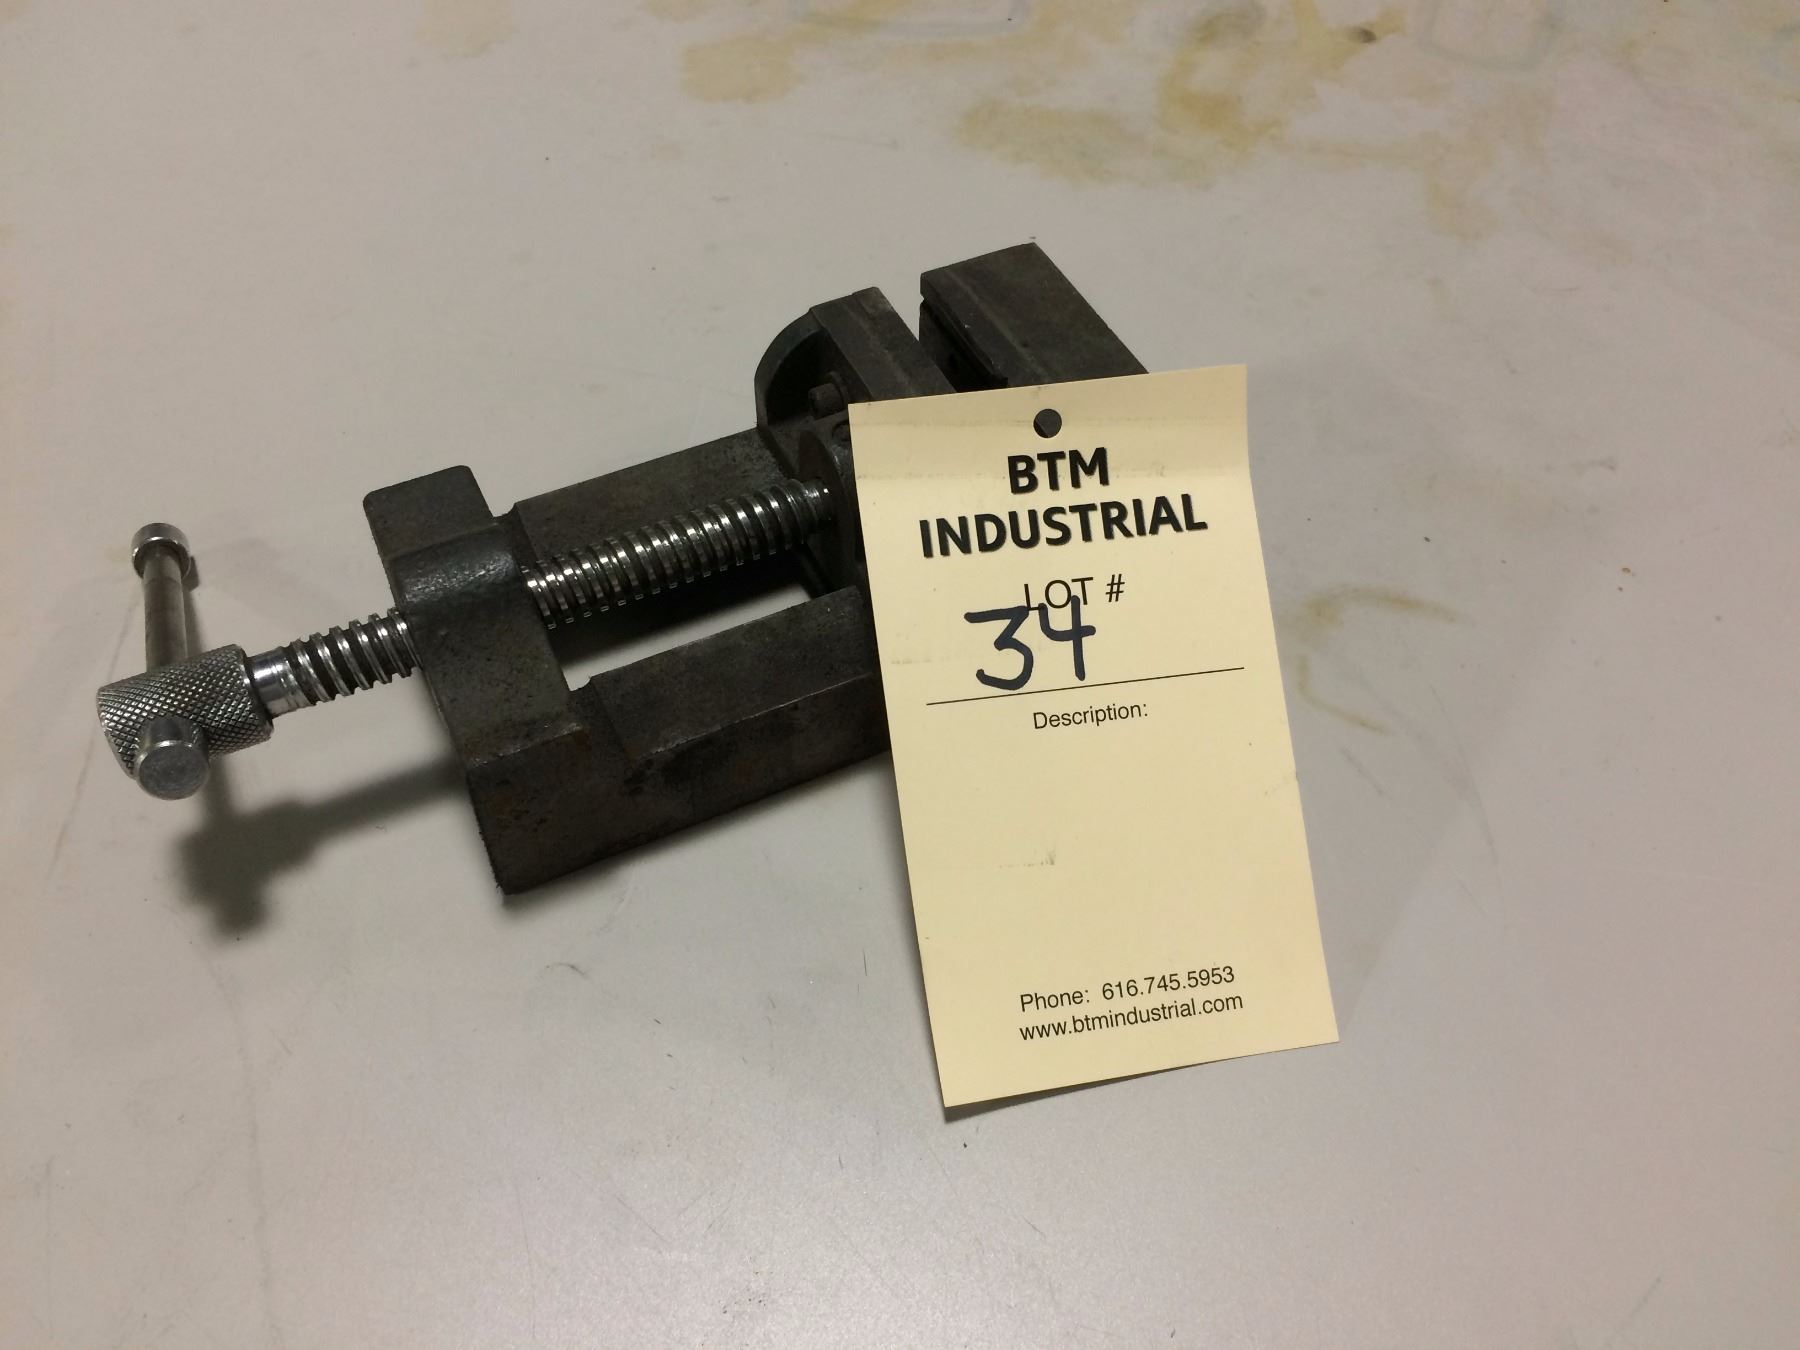 BTM
INDUSTRIAL
LOT #
34
Description:
Phone: 616.745.5953
www.btmindustrial.com